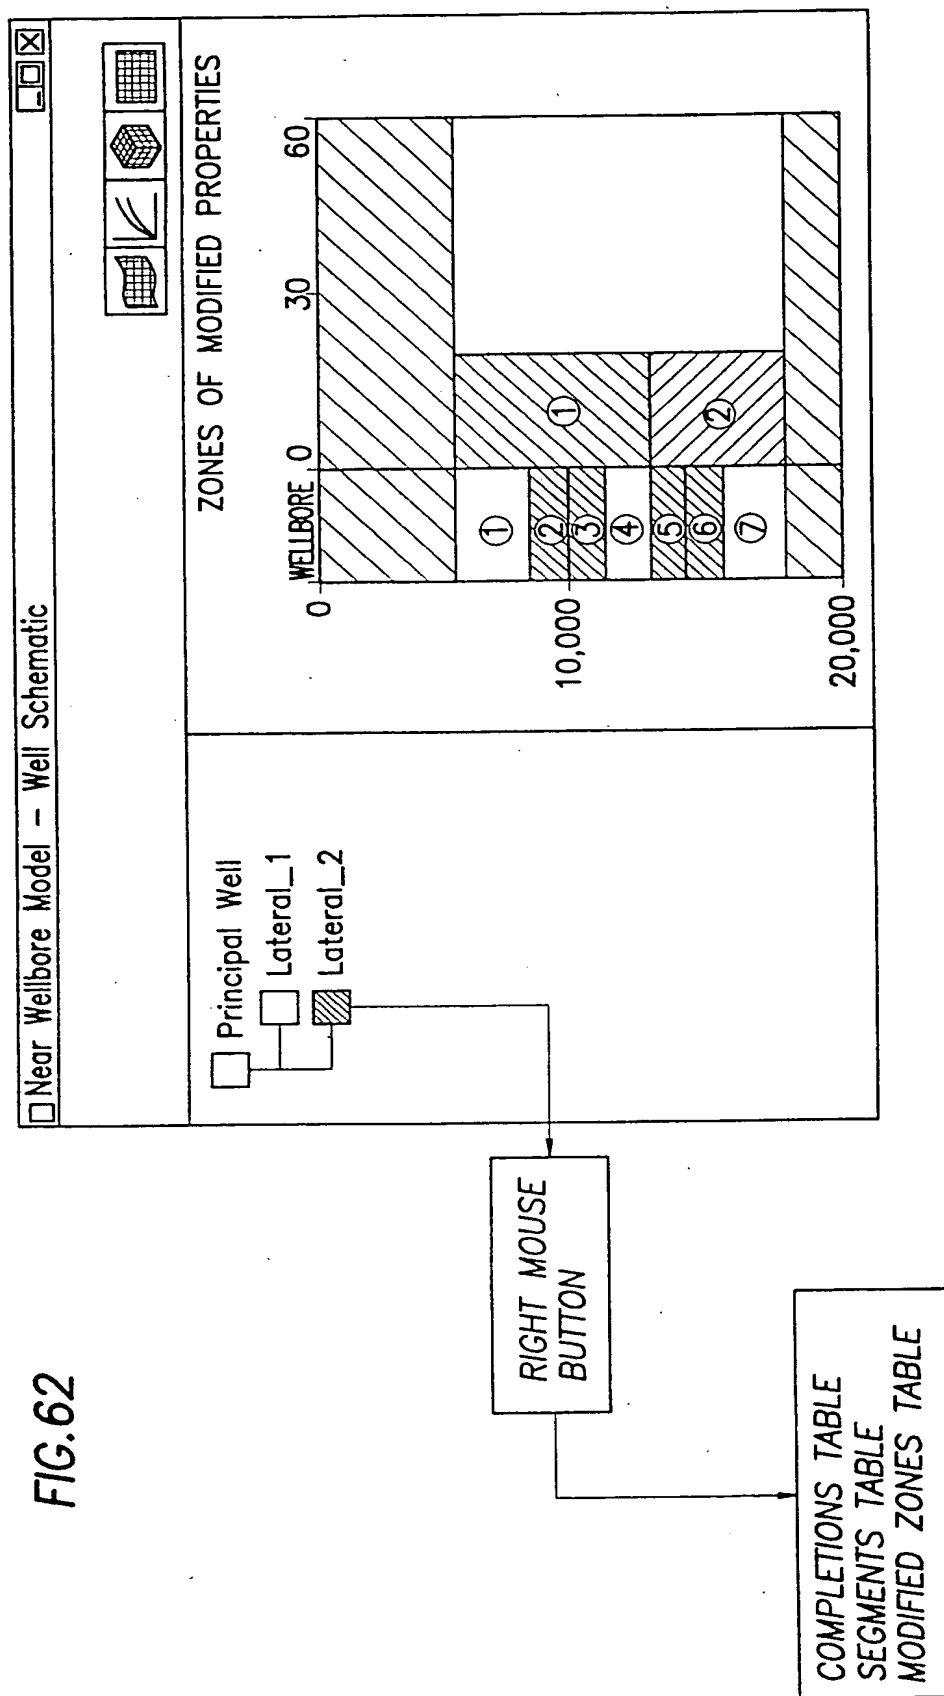 FIG.62
Near Wellbore Model – Well Schematic
Principal Well
Lateral_1
Lateral_2
RIGHT MOUSE
BUTTON
COMPLETIONS TABLE
SEGMENTS TABLE
MODIFIED ZONES TABLE
ZONES OF MODIFIED PROPERTIES
WELLBORE 0 30 60
0
10,000
20,000
①
②
③
④
⑤
⑥
⑦
①
②